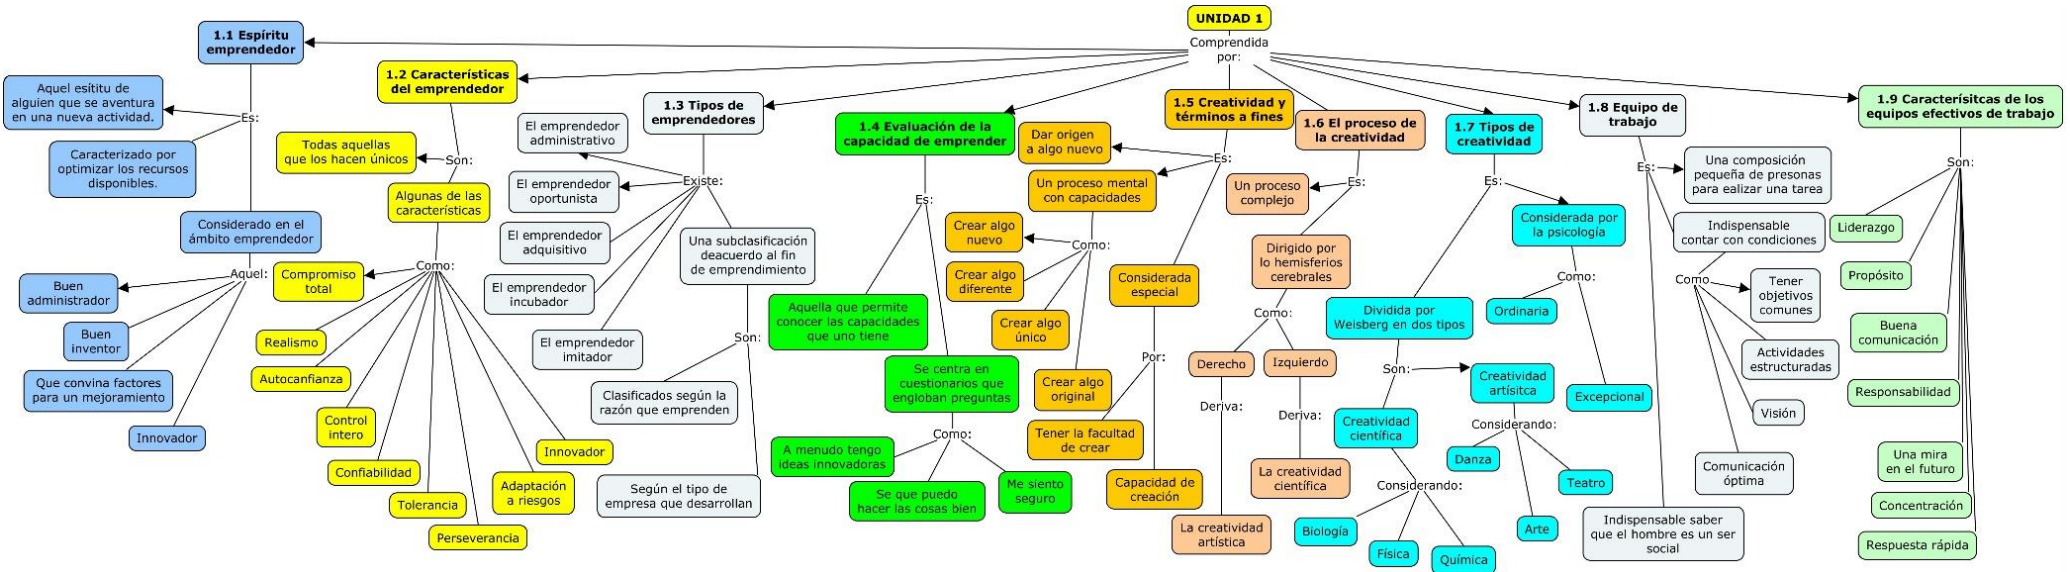 UNIDAD 1
Comprendida
por:
1.1 Espíritu
emprendedor
Es:
Aquel esítitu de
alguien que se aventura
en una nueva actividad.
Caracterizado por
optimizar los recursos
disponibles.
Considerado en el
ámbito emprendedor
Aquel:
Buen
administrador
Buen
inventor
Que convina factores
para un mejoramiento
Innovador
1.2 Características
del emprendedor
Son:
Todas aquellas
que los hacen únicos
Algunas de las
características
Como:
Compromiso
total
Realismo
Autocanfianza
Control
intero
Confiabilidad
Tolerancia
Perseverancia
Adaptación
a riesgos
Innovador
1.3 Tipos de
emprendedores
Existe:
El emprendedor
administrativo
El emprendedor
oportunista
El emprendedor
adquisitivo
El emprendedor
incubador
El emprendedor
imitador
Una subclasificación
deacuerdo al fin
de emprendimiento
Son:
Clasificados según la
razón que emprenden
Según el tipo de
empresa que desarrollan
1.4 Evaluación de la
capacidad de emprender
Es:
Aquella que permite
conocer las capacidades
que uno tiene
Se centra en
cuestionarios que
engloban preguntas
Como:
A menudo tengo
ideas innovadoras
Se que puedo
hacer las cosas bien
Me siento
seguro
1.5 Creatividad y
términos a fines
Es:
Dar origen
a algo nuevo
Un proceso mental
con capacidades
Como:
Crear algo
nuevo
Crear algo
diferente
Crear algo
único
Crear algo
original
Considerada
especial
Por:
Tener la facultad
de crear
Capacidad de
creación
1.6 El proceso de
la creatividad
Es:
Un proceso
complejo
Dirigido por
lo hemisferios
cerebrales
Como:
Derecho
Izquierdo
Deriva:
Deriva:
La creatividad
artística
La creatividad
científica
1.7 Tipos de
creatividad
Es:
Considerada por
la psicología
Como:
Ordinaria
Excepcional
Dividida por
Weisberg en dos tipos
Son:
Creatividad
científica
Considerando:
Biología
Física
Química
Creatividad
artísitca
Considerando:
Danza
Arte
Teatro
1.8 Equipo de
trabajo
Es:
Una composición
pequeña de presonas
para ealizar una tarea
Indispensable
contar con condiciones
Como
Tener
objetivos
comunes
Actividades
estructuradas
Visión
Comunicación
óptima
Indispensable saber
que el hombre es un ser
social
1.9 Caracterísitcas de los
equipos efectivos de trabajo
Son:
Liderazgo
Propósito
Buena
comunicación
Responsabilidad
Una mira
en el futuro
Concentración
Respuesta rápida